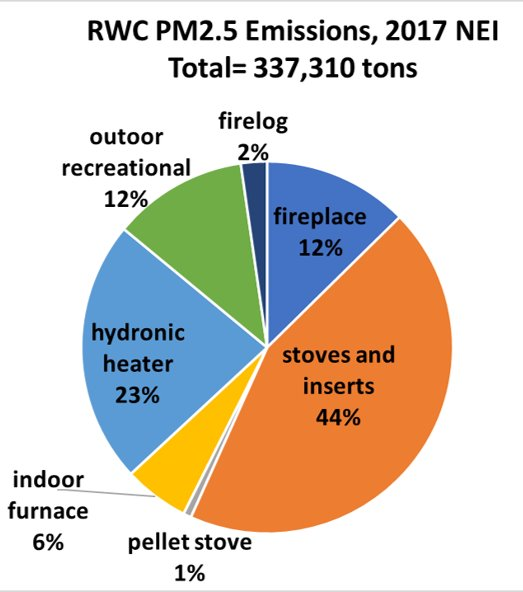 RWC PM2.5 Emissions, 2017 NEI
Total= 337,310 tons
firelog
2%
outoor
recreational
12%
fireplace
12%
hydronic
heater
23%
stoves and
inserts
44%
indoor
furnace
6%
pellet stove
1%